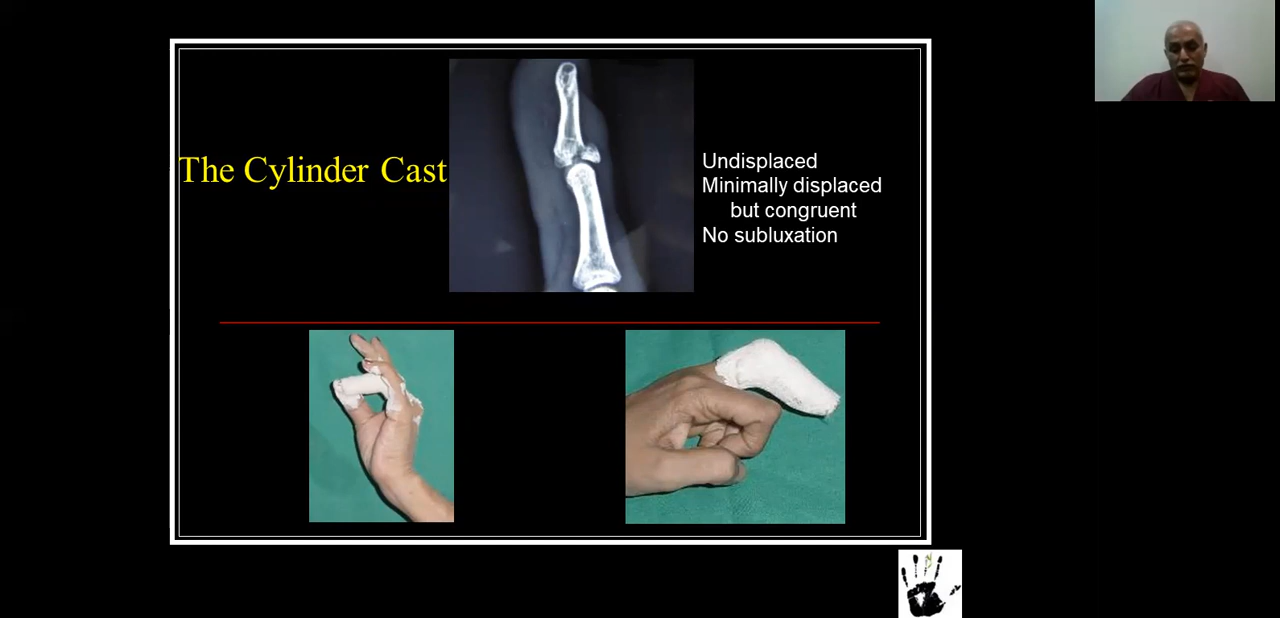 The Cylinder Cast
Undisplaced
Minimally displaced
but congruent
No subluxation